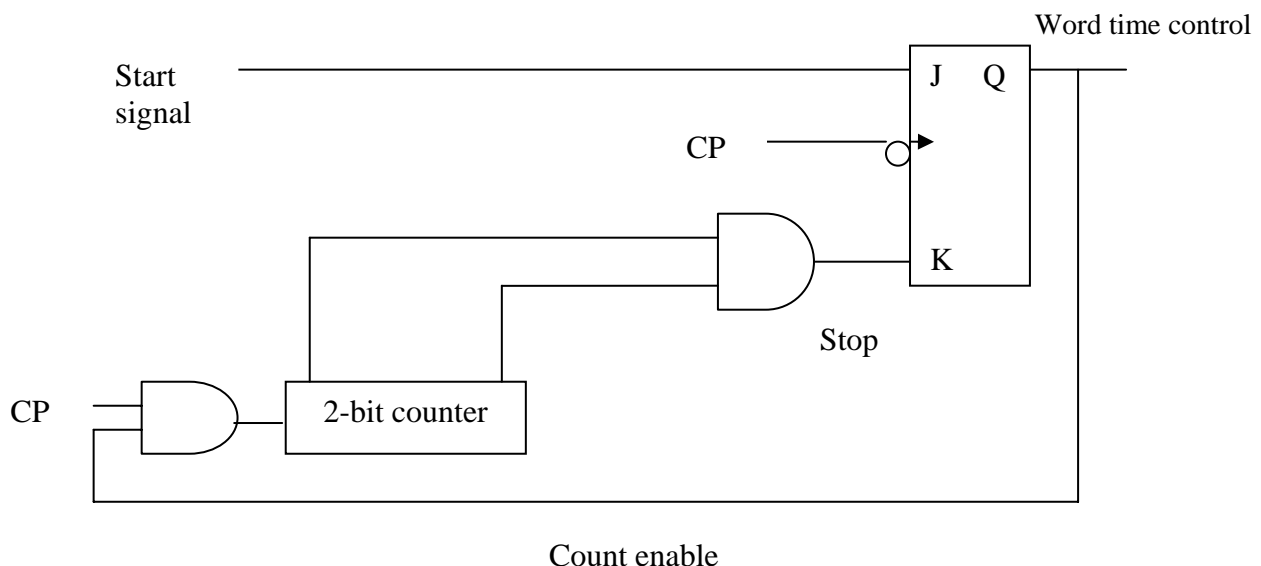 Word time control
Start
signal
J Q
CP
K
Stop
CP
2-bit counter
Count enable